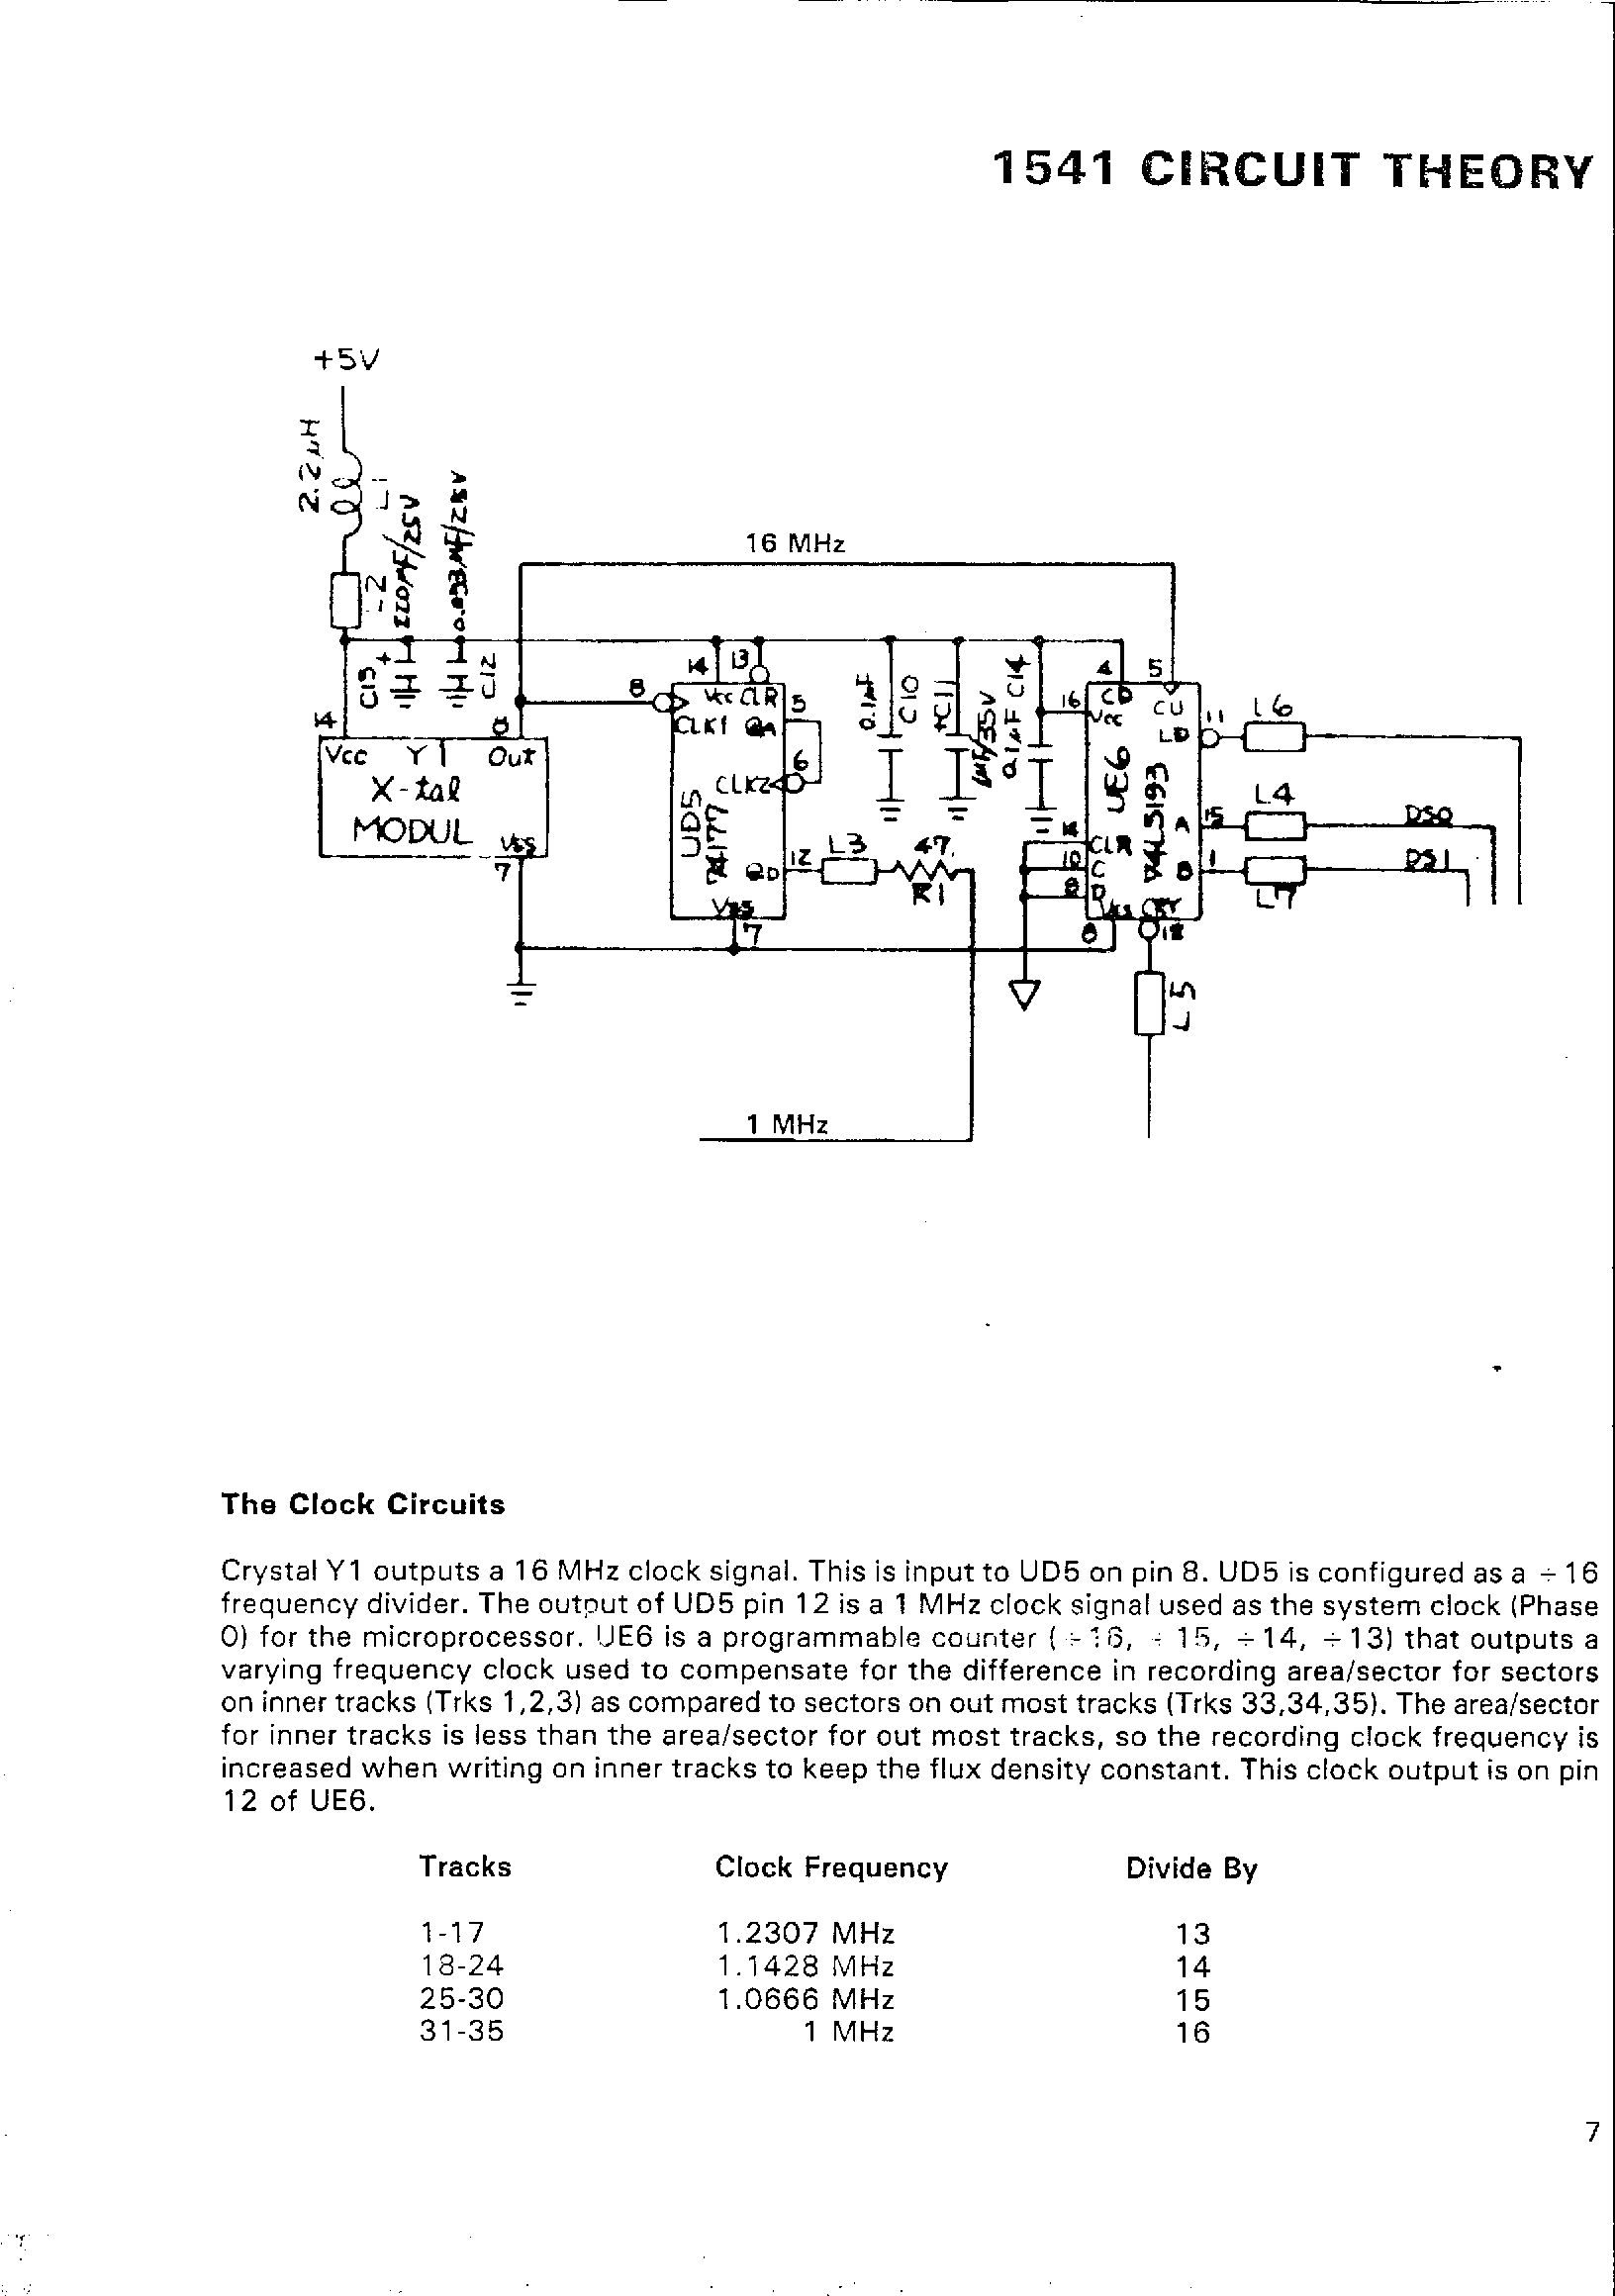 1541 CIRCUIT THEORY
+5V
2.2µH
L1
220µF/25V
16 MHz
C12
14
13
8
Vcc CLR
5
CLK1 QA
6
CLK2
UD5
74177
12
L3
47
R1
QD
7
0.1µF
C10
+C11
1µF/35V
0.1µF C14
4
5
16
Vcc
CD
CU
11
L6
LD
UE6
74LS193
A
15
L4
DS0
CLR
10
C
B
1
L7
DS1
D
8
12
L5
Vcc Y1 Out
X-tal
MODUL
Vss
7
1 MHz
The Clock Circuits
Crystal Y1 outputs a 16 MHz clock signal. This is input to UD5 on pin 8. UD5 is configured as a ÷ 16
frequency divider. The output of UD5 pin 12 is a 1 MHz clock signal used as the system clock (Phase
0) for the microprocessor. UE6 is a programmable counter ( ÷ 16, ÷ 15, ÷ 14, ÷ 13) that outputs a
varying frequency clock used to compensate for the difference in recording area/sector for sectors
on inner tracks (Trks 1,2,3) as compared to sectors on out most tracks (Trks 33,34,35). The area/sector
for inner tracks is less than the area/sector for out most tracks, so the recording clock frequency is
increased when writing on inner tracks to keep the flux density constant. This clock output is on pin
12 of UE6.
Tracks Clock Frequency Divide By
1-17 1.2307 MHz 13
18-24 1.1428 MHz 14
25-30 1.0666 MHz 15
31-35 1 MHz 16
7